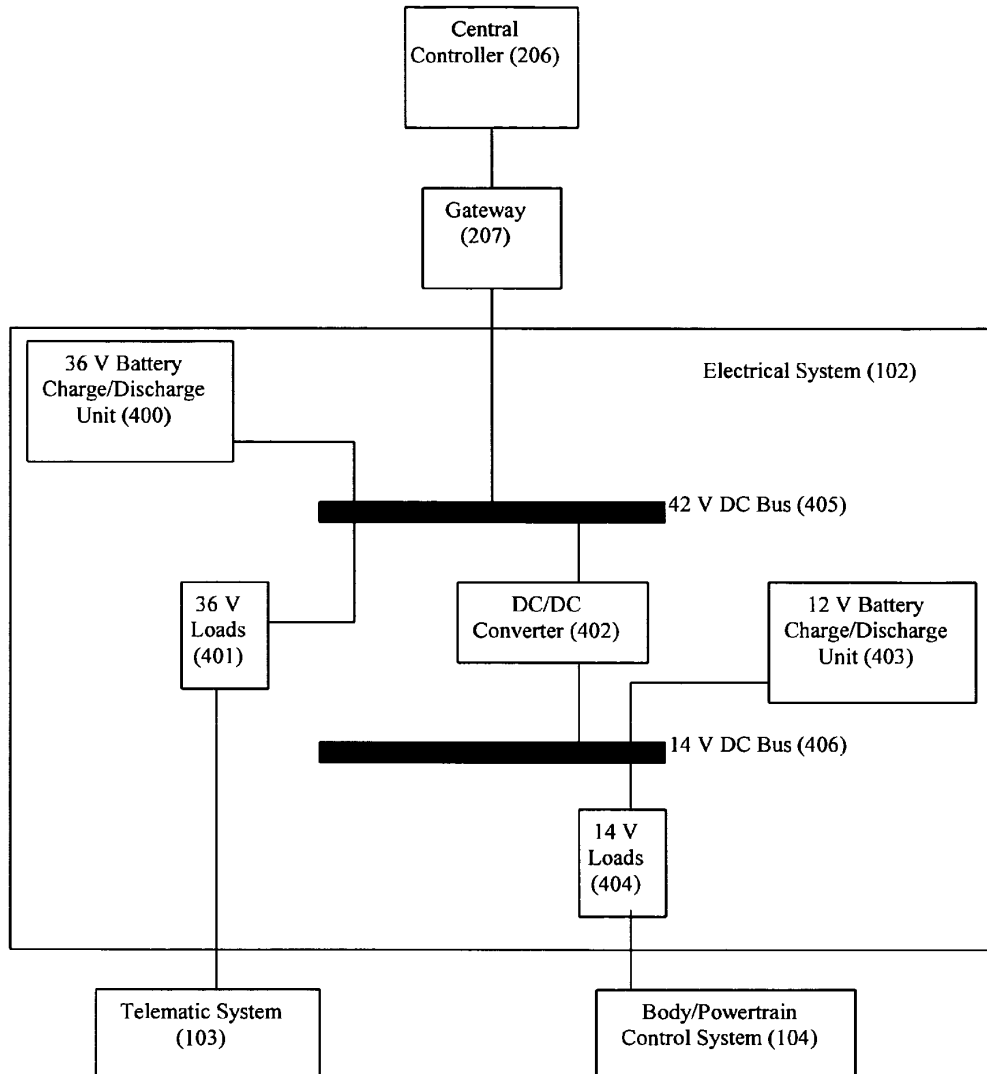 Central
Controller (206)
Gateway
(207)
36 V Battery
Charge/Discharge
Unit (400)
Electrical System (102)
42 V DC Bus (405)
36 V
Loads
(401)
DC/DC
Converter (402)
12 V Battery
Charge/Discharge
Unit (403)
14 V DC Bus (406)
14 V
Loads
(404)
Telematic System
(103)
Body/Powertrain
Control System (104)